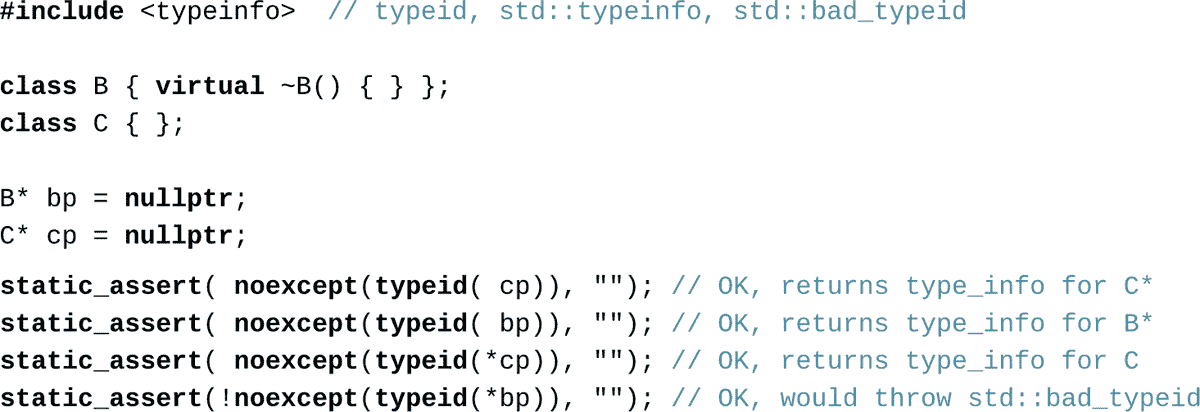 #include <typeinfo>  // typeid, std::typeinfo, std::bad_typeid
class B { virtual ~B() { } };
class C { };
B* bp = nullptr;
C* cp = nullptr;
static_assert( noexcept(typeid( cp)), ""); // OK, returns type_info for C*
static_assert( noexcept(typeid( bp)), ""); // OK, returns type_info for B*
static_assert( noexcept(typeid(*cp)), ""); // OK, returns type_info for C
static_assert(!noexcept(typeid(*bp)), ""); // OK, would throw std::bad_typeid